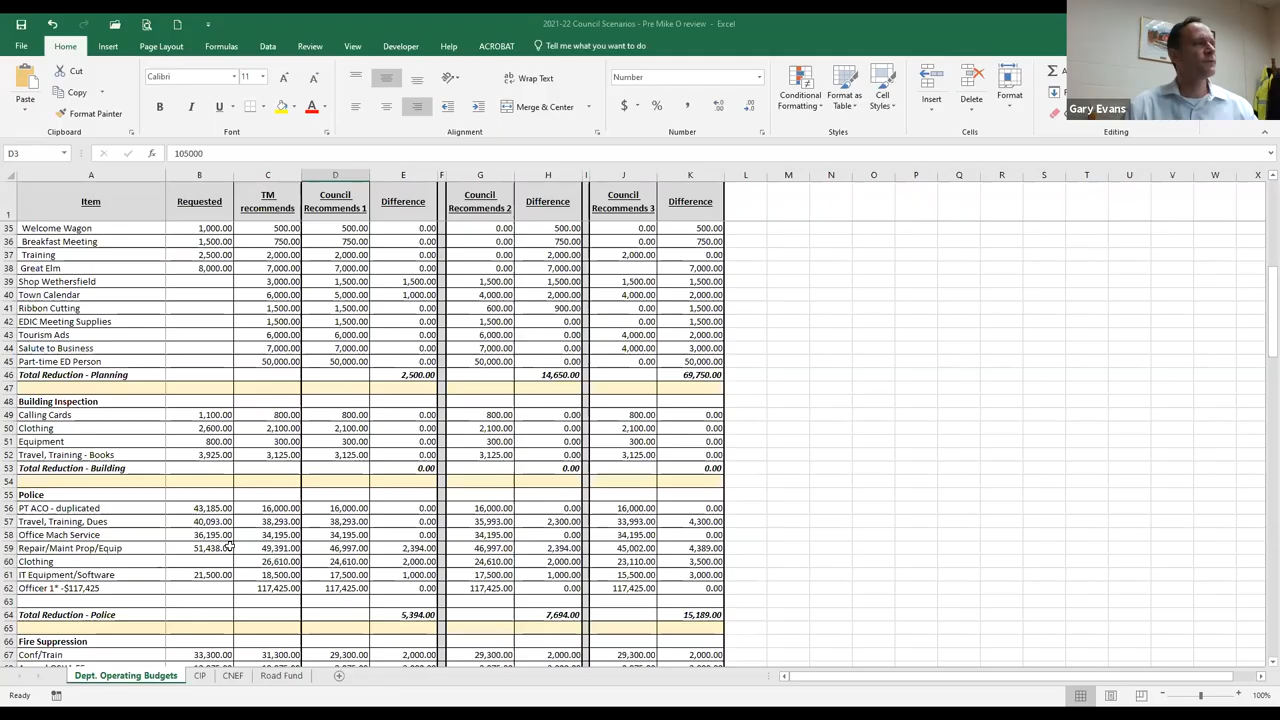 2021-22 Council Scenarios - Pre Mike O review - Excel
File Home Insert Page Layout Formulas Data Review View Developer Help ACROBAT Tell me what you want to do
Gary Evans
Paste Cut Copy Format Painter Clipboard
Calibri 11 B I U A Font
Wrap Text Merge & Center Alignment
Number $ % Number
Conditional Formatting Format as Table Cell Styles Styles
Insert Delete Format Cells
Editing
D3 fx 105000
A B C D E F G H I J K L M N O P Q R S T U V W X
1 Item Requested TM recommends Council Recommends 1 Difference Council Recommends 2 Difference Council Recommends 3 Difference
35 Welcome Wagon 1,000.00 500.00 500.00 0.00 0.00 500.00 0.00 500.00
36 Breakfast Meeting 1,500.00 750.00 750.00 0.00 0.00 750.00 0.00 750.00
37 Training 2,500.00 2,000.00 2,000.00 0.00 0.00 2,000.00 2,000.00 0.00
38 Great Elm 8,000.00 7,000.00 7,000.00 0.00 0.00 7,000.00 7,000.00
39 Shop Wethersfield 3,000.00 1,500.00 1,500.00 1,500.00 1,500.00 1,500.00 1,500.00
40 Town Calendar 6,000.00 5,000.00 1,000.00 4,000.00 2,000.00 4,000.00 2,000.00
41 Ribbon Cutting 1,500.00 1,500.00 0.00 600.00 900.00 0.00 1,500.00
42 EDIC Meeting Supplies 1,500.00 1,500.00 0.00 1,500.00 0.00 0.00 1,500.00
43 Tourism Ads 6,000.00 6,000.00 0.00 6,000.00 0.00 4,000.00 2,000.00
44 Salute to Business 7,000.00 7,000.00 0.00 7,000.00 0.00 4,000.00 3,000.00
45 Part-time ED Person 50,000.00 50,000.00 0.00 50,000.00 0.00 0.00 50,000.00
46 Total Reduction - Planning 2,500.00 14,650.00 69,750.00
47
48 Building Inspection
49 Calling Cards 1,100.00 800.00 800.00 0.00 800.00 0.00 800.00 0.00
50 Clothing 2,600.00 2,100.00 2,100.00 0.00 2,100.00 0.00 2,100.00 0.00
51 Equipment 800.00 300.00 300.00 0.00 300.00 0.00 300.00 0.00
52 Travel, Training - Books 3,925.00 3,125.00 3,125.00 0.00 3,125.00 0.00 3,125.00 0.00
53 Total Reduction - Building 0.00 0.00 0.00
54
55 Police
56 PT ACO - duplicated 43,185.00 16,000.00 16,000.00 0.00 16,000.00 0.00 16,000.00 0.00
57 Travel, Training, Dues 40,093.00 38,293.00 38,293.00 0.00 35,993.00 2,300.00 33,993.00 4,300.00
58 Office Mach Service 36,195.00 34,195.00 34,195.00 0.00 34,195.00 0.00 34,195.00 0.00
59 Repair/Maint Prop/Equip 51,438.00 49,391.00 46,997.00 2,394.00 46,997.00 2,394.00 45,002.00 4,389.00
60 Clothing 26,610.00 24,610.00 2,000.00 24,610.00 2,000.00 23,110.00 3,500.00
61 IT Equipment/Software 21,500.00 18,500.00 17,500.00 1,000.00 17,500.00 1,000.00 15,500.00 3,000.00
62 Officer 1* -$117,425 117,425.00 117,425.00 0.00 117,425.00 0.00 117,425.00 0.00
63
64 Total Reduction - Police 5,394.00 7,694.00 15,189.00
65
66 Fire Suppression
67 Conf/Train 33,300.00 31,300.00 29,300.00 2,000.00 29,300.00 2,000.00 29,300.00 2,000.00
Dept. Operating Budgets CIP CNEF Road Fund
Ready 100%